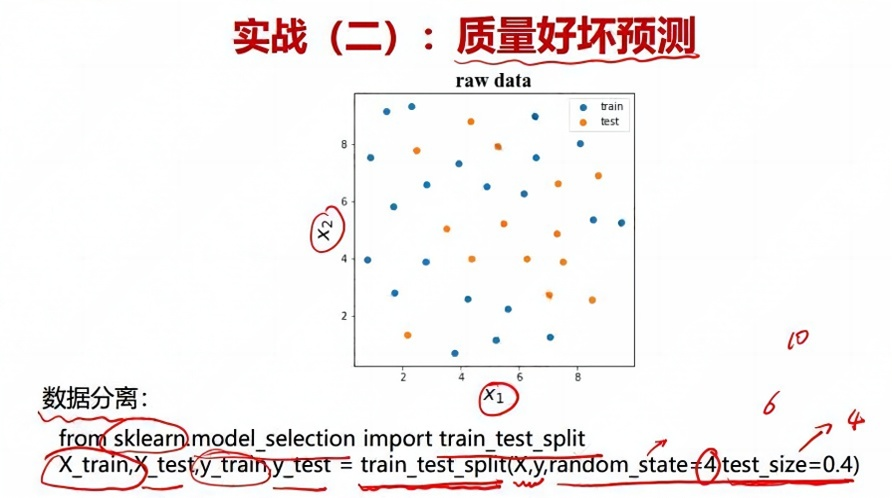 实战（二）：质量好坏预测
raw data
train
test
8
6
4
2
x2
2 4 6 8
x1
10
6
4
数据分离：
from sklearn.model_selection import train_test_split
X_train,X_test,y_train,y_test = train_test_split(X,y,random_state=4,test_size=0.4)